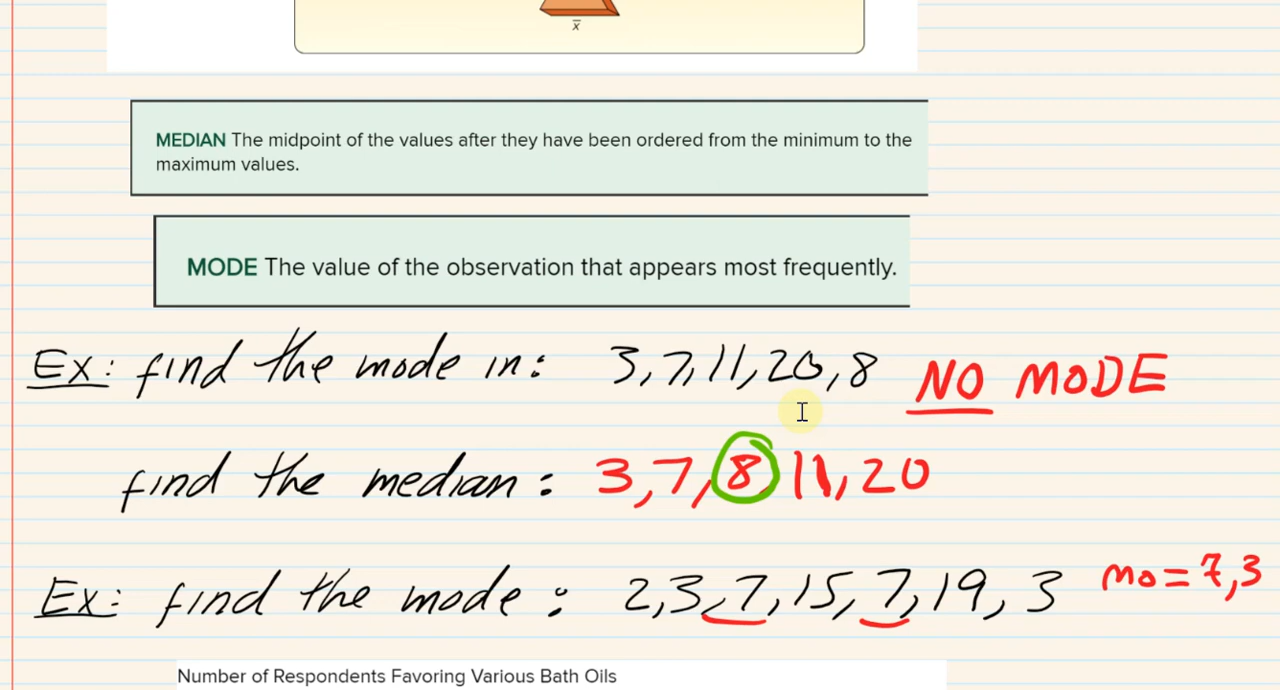 x̄
MEDIAN The midpoint of the values after they have been ordered from the minimum to the
maximum values.
MODE The value of the observation that appears most frequently.
Ex: find the mode in: 3,7,11,20,8 NO MODE
find the median: 3,7,8,11,20
Ex: find the mode: 2,3,7,15,7,19,3 mo=7,3
Number of Respondents Favoring Various Bath Oils